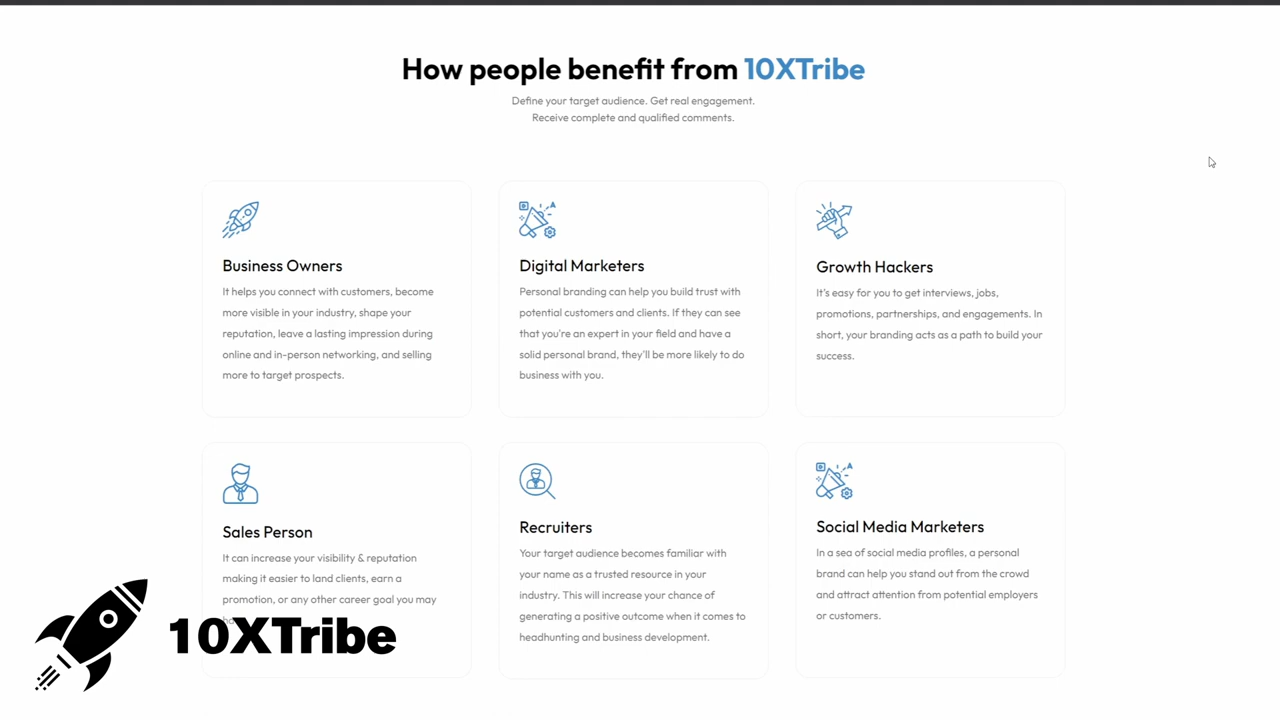 How people benefit from 10XTribe
Define your target audience. Get real engagement.
Receive complete and qualified comments.
Business Owners
It helps you connect with customers, become
more visible in your industry, shape your
reputation, leave a lasting impression during
online and in-person networking, and selling
more to target prospects.
Digital Marketers
Personal branding can help you build trust with
potential customers and clients. If they can see
that you're an expert in your field and have a
solid personal brand, they'll be more likely to do
business with you.
Growth Hackers
It's easy for you to get interviews, jobs,
promotions, partnerships, and engagements. In
short, your branding acts as a path to build your
success.
Sales Person
It can increase your visibility & reputation
making it easier to land clients, earn a
promotion, or any other career goal you may
Recruiters
Your target audience becomes familiar with
your name as a trusted resource in your
industry. This will increase your chance of
generating a positive outcome when it comes to
headhunting and business development.
Social Media Marketers
In a sea of social media profiles, a personal
brand can help you stand out from the crowd
and attract attention from potential employers
or customers.
10XTribe